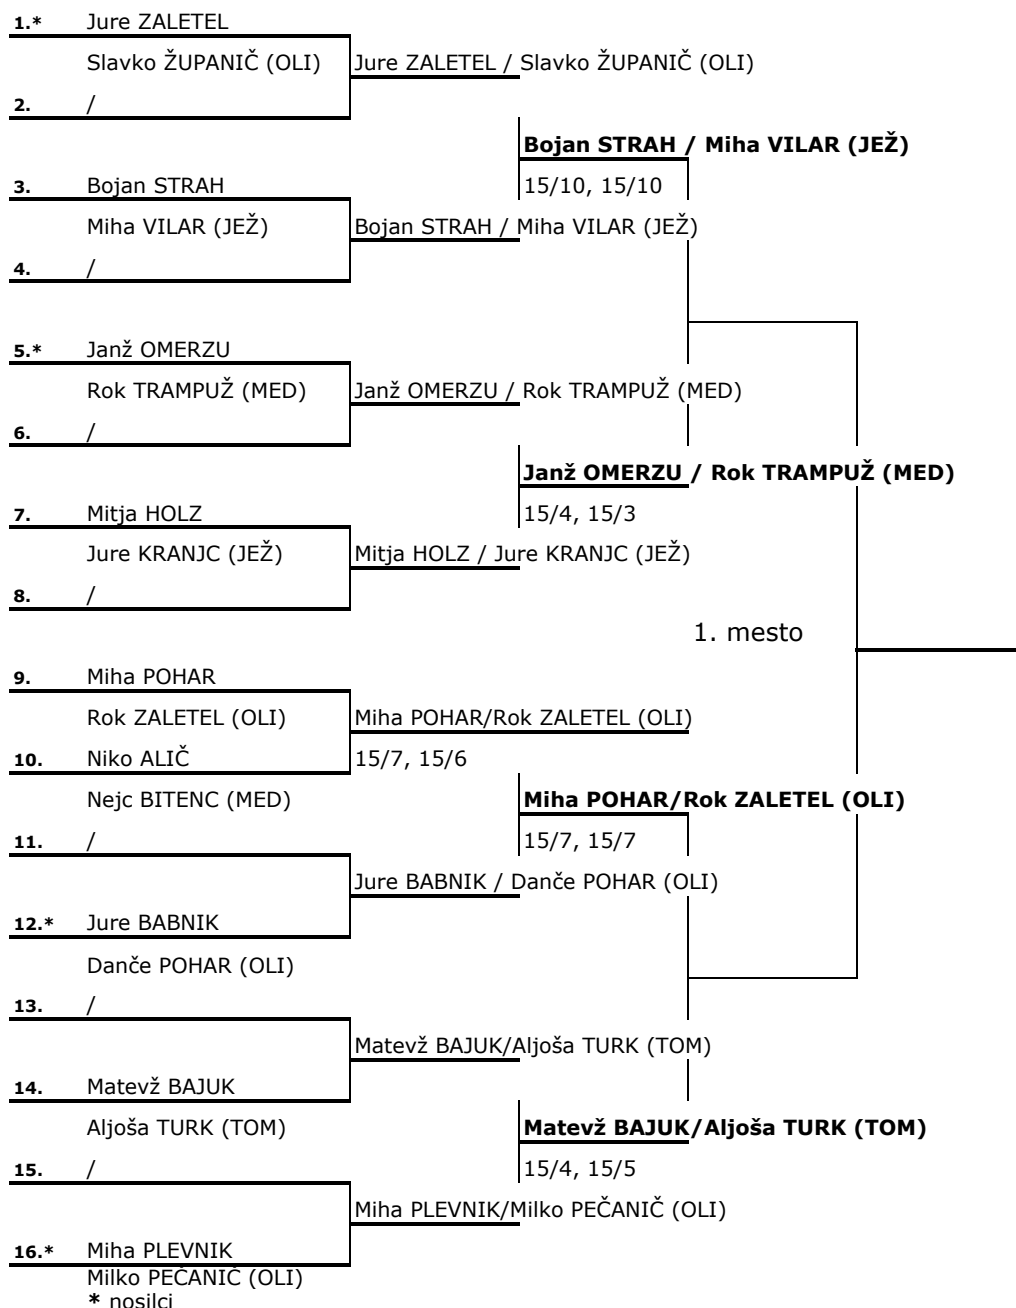 1.* Jure ZALETEL
Slavko ŽUPANIČ (OLI) Jure ZALETEL / Slavko ŽUPANIČ (OLI)
2. /
Bojan STRAH / Miha VILAR (JEŽ)
3. Bojan STRAH 15/10, 15/10
Miha VILAR (JEŽ) Bojan STRAH / Miha VILAR (JEŽ)
4. /
5.* Janž OMERZU
Rok TRAMPUŽ (MED) Janž OMERZU / Rok TRAMPUŽ (MED)
6. /
Janž OMERZU / Rok TRAMPUŽ (MED)
7. Mitja HOLZ 15/4, 15/3
Jure KRANJC (JEŽ) Mitja HOLZ / Jure KRANJC (JEŽ)
8. /
1. mesto
9. Miha POHAR
Rok ZALETEL (OLI) Miha POHAR/Rok ZALETEL (OLI)
10. Niko ALIČ 15/7, 15/6
Nejc BITENC (MED) Miha POHAR/Rok ZALETEL (OLI)
11. / 15/7, 15/7
Jure BABNIK / Danče POHAR (OLI)
12.* Jure BABNIK
Danče POHAR (OLI)
13. /
Matevž BAJUK/Aljoša TURK (TOM)
14. Matevž BAJUK
Aljoša TURK (TOM) Matevž BAJUK/Aljoša TURK (TOM)
15. / 15/4, 15/5
Miha PLEVNIK/Milko PEČANIČ (OLI)
16.* Miha PLEVNIK
Milko PEČANIČ (OLI)
* nosilci